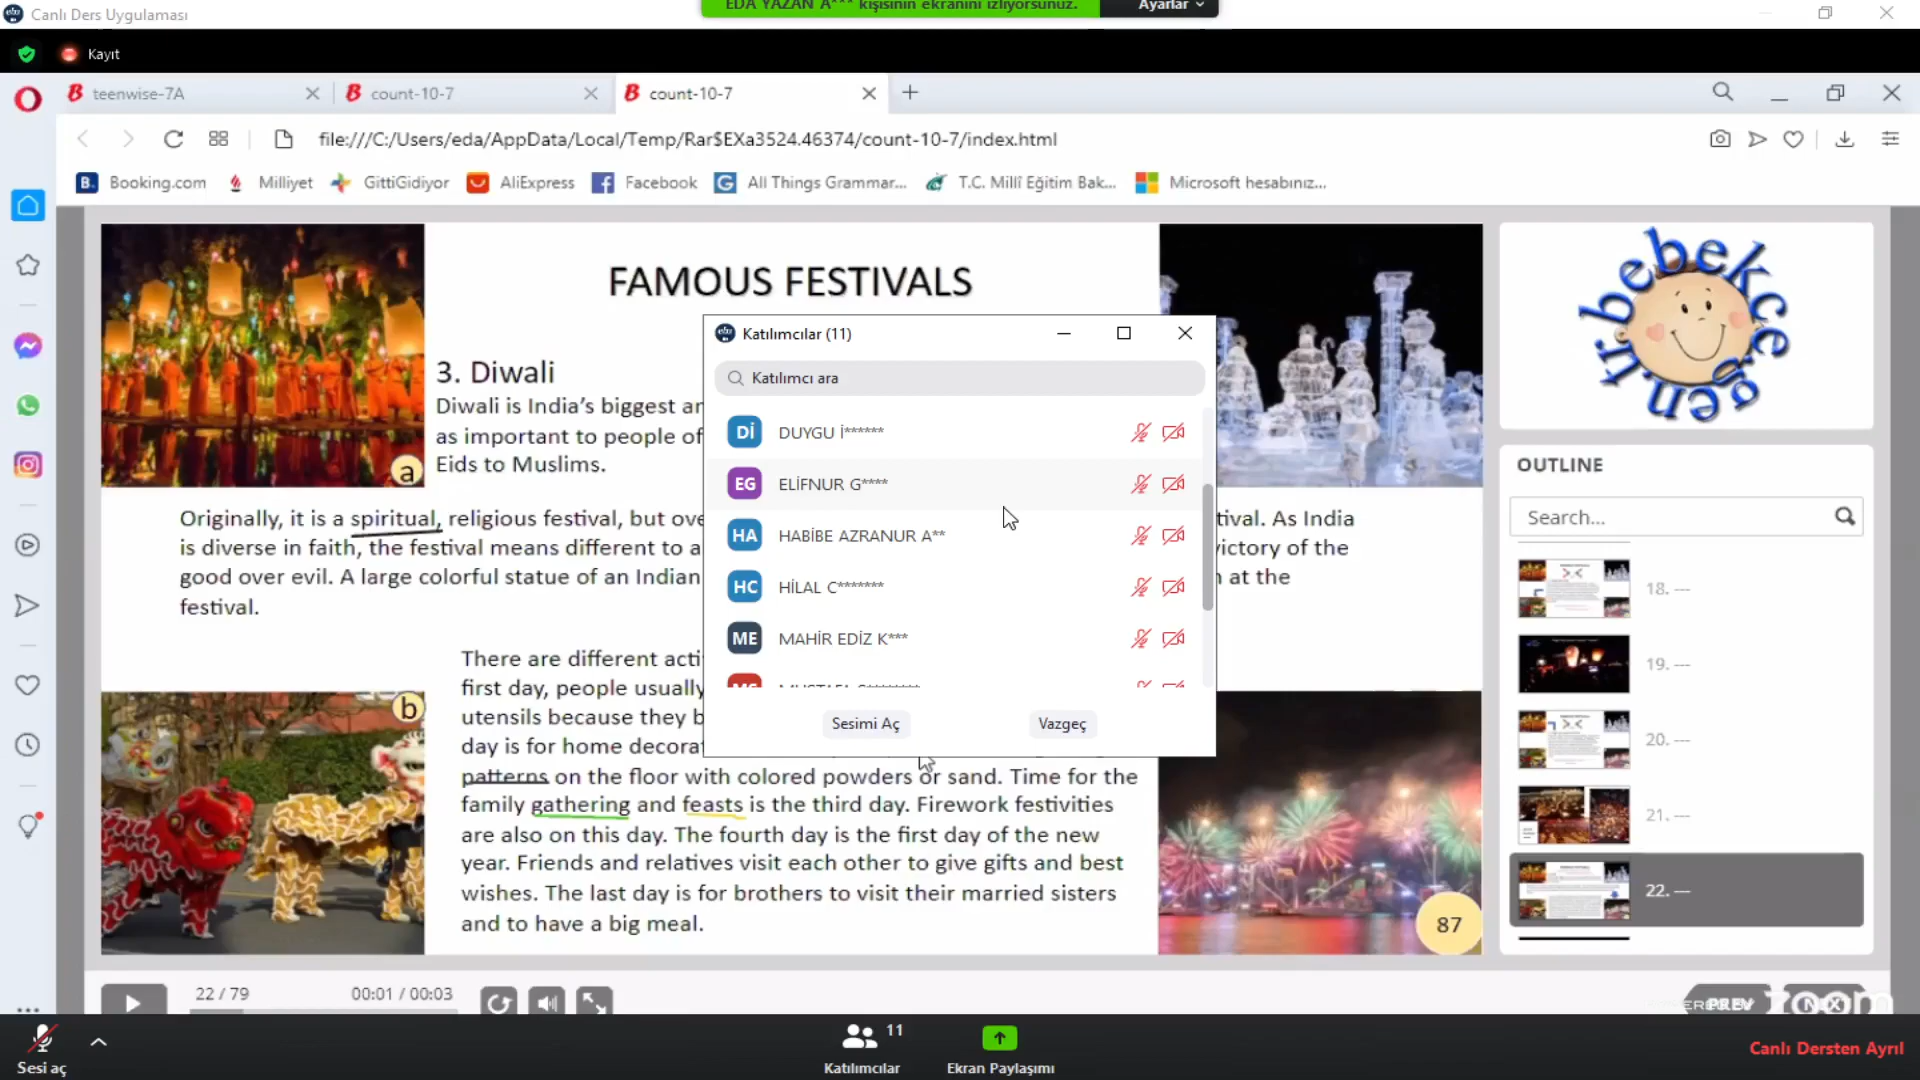 Canlı Ders Uygulaması
EDA YAZAN A*** kişisinin ekranını izliyorsunuz.
Ayarlar
Kayıt
teenwise-7A
count-10-7
count-10-7
file:///C:/Users/eda/AppData/Local/Temp/Rar$EXa3524.46374/count-10-7/index.html
Booking.com
Milliyet
GittiGidiyor
AliExpress
Facebook
All Things Grammar...
T.C. Millî Eğitim Bak...
Microsoft hesabınız...
FAMOUS FESTIVALS
3. Diwali
Diwali is India's biggest
as important to people of
Eids to Muslims.
a
Originally, it is a spiritual, religious festival, but
tival. As India
is diverse in faith, the festival means different to
victory of the
good over evil. A large colorful statue of an Indian
at the
festival.
There are different
first day, people usually
utensils because they
day is for home
patterns on the floor with colored powders or sand. Time for the
family gathering and feasts is the third day. Firework festivities
are also on this day. The fourth day is the first day of the new
year. Friends and relatives visit each other to give gifts and best
wishes. The last day is for brothers to visit their married sisters
and to have a big meal.
b
87
Katılımcılar (11)
Katılımcı ara
Dİ DUYGU İ******
EG ELİFNUR G****
HA HABİBE AZRANUR A**
HC HİLAL C*******
ME MAHİR EDİZ K***
Sesimi Aç
Vazgeç
bebekce.gen.tr
OUTLINE
Search...
18. ---
19. ---
20. ---
21. ---
22. ---
22 / 79
00:01 / 00:03
PREV
NEXT
zoom
Sesi aç
11
Katılımcılar
Ekran Paylaşımı
Canlı Dersten Ayrıl